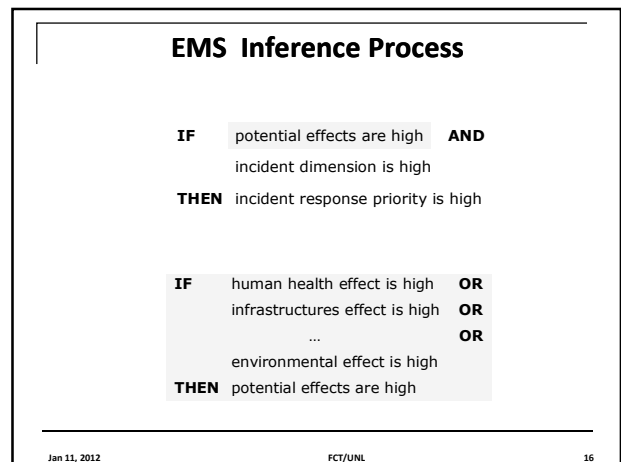 EMS Inference Process
IF potential effects are high AND
incident dimension is high
THEN incident response priority is high
IF human health effect is high OR
infrastructures effect is high OR
... OR
environmental effect is high
THEN potential effects are high
Jan 11, 2012 FCT/UNL 16